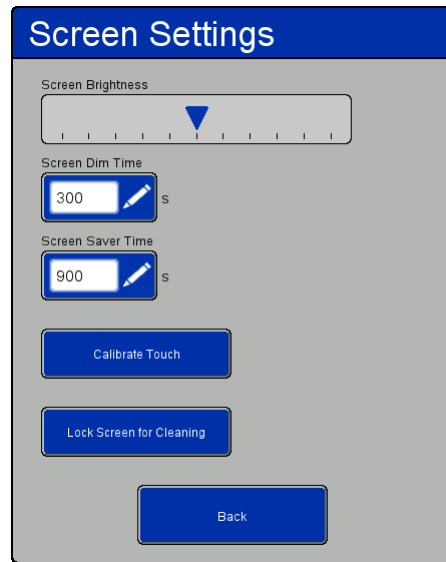 Screen Settings
Screen Brightness
Screen Dim Time
300 s
Screen Saver Time
900 s
Calibrate Touch
Lock Screen for Cleaning
Back